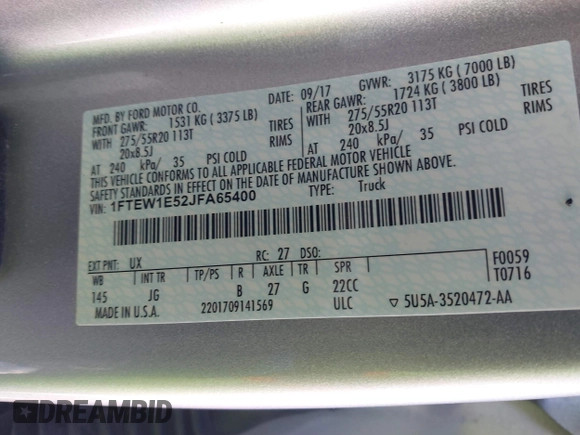 MFD. BY FORD MOTOR CO.
DATE: 09/17
GVWR: 3175 KG ( 7000 LB)
FRONT GAWR: 1531 KG ( 3375 LB)
REAR GAWR: 1724 KG ( 3800 LB)
WITH 275/55R20 113T TIRES
WITH 275/55R20 113T TIRES
20x8.5J RIMS
20x8.5J RIMS
AT 240 kPa/ 35 PSI COLD
AT 240 kPa/ 35 PSI COLD
THIS VEHICLE CONFORMS TO ALL APPLICABLE FEDERAL MOTOR VEHICLE
SAFETY STANDARDS IN EFFECT ON THE DATE OF MANUFACTURE SHOWN ABOVE.
VIN: 1FTEW1E52JFA65400
TYPE: Truck
EXT PNT: UX RC: 27 DSO: F0059
WB INT TR TP/PS R AXLE TR SPR T0716
145 JG B 27 G 22CC
MADE IN U.S.A. 2201709141569 ULC ▽ 5U5A-3520472-AA
DREAMBID